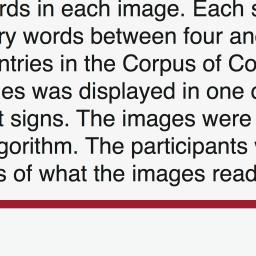 rds in each image. Each s
ry words between four an
ntries in the Corpus of Co
es was displayed in one
t signs. The images were
gorithm. The participants
s of what the images read